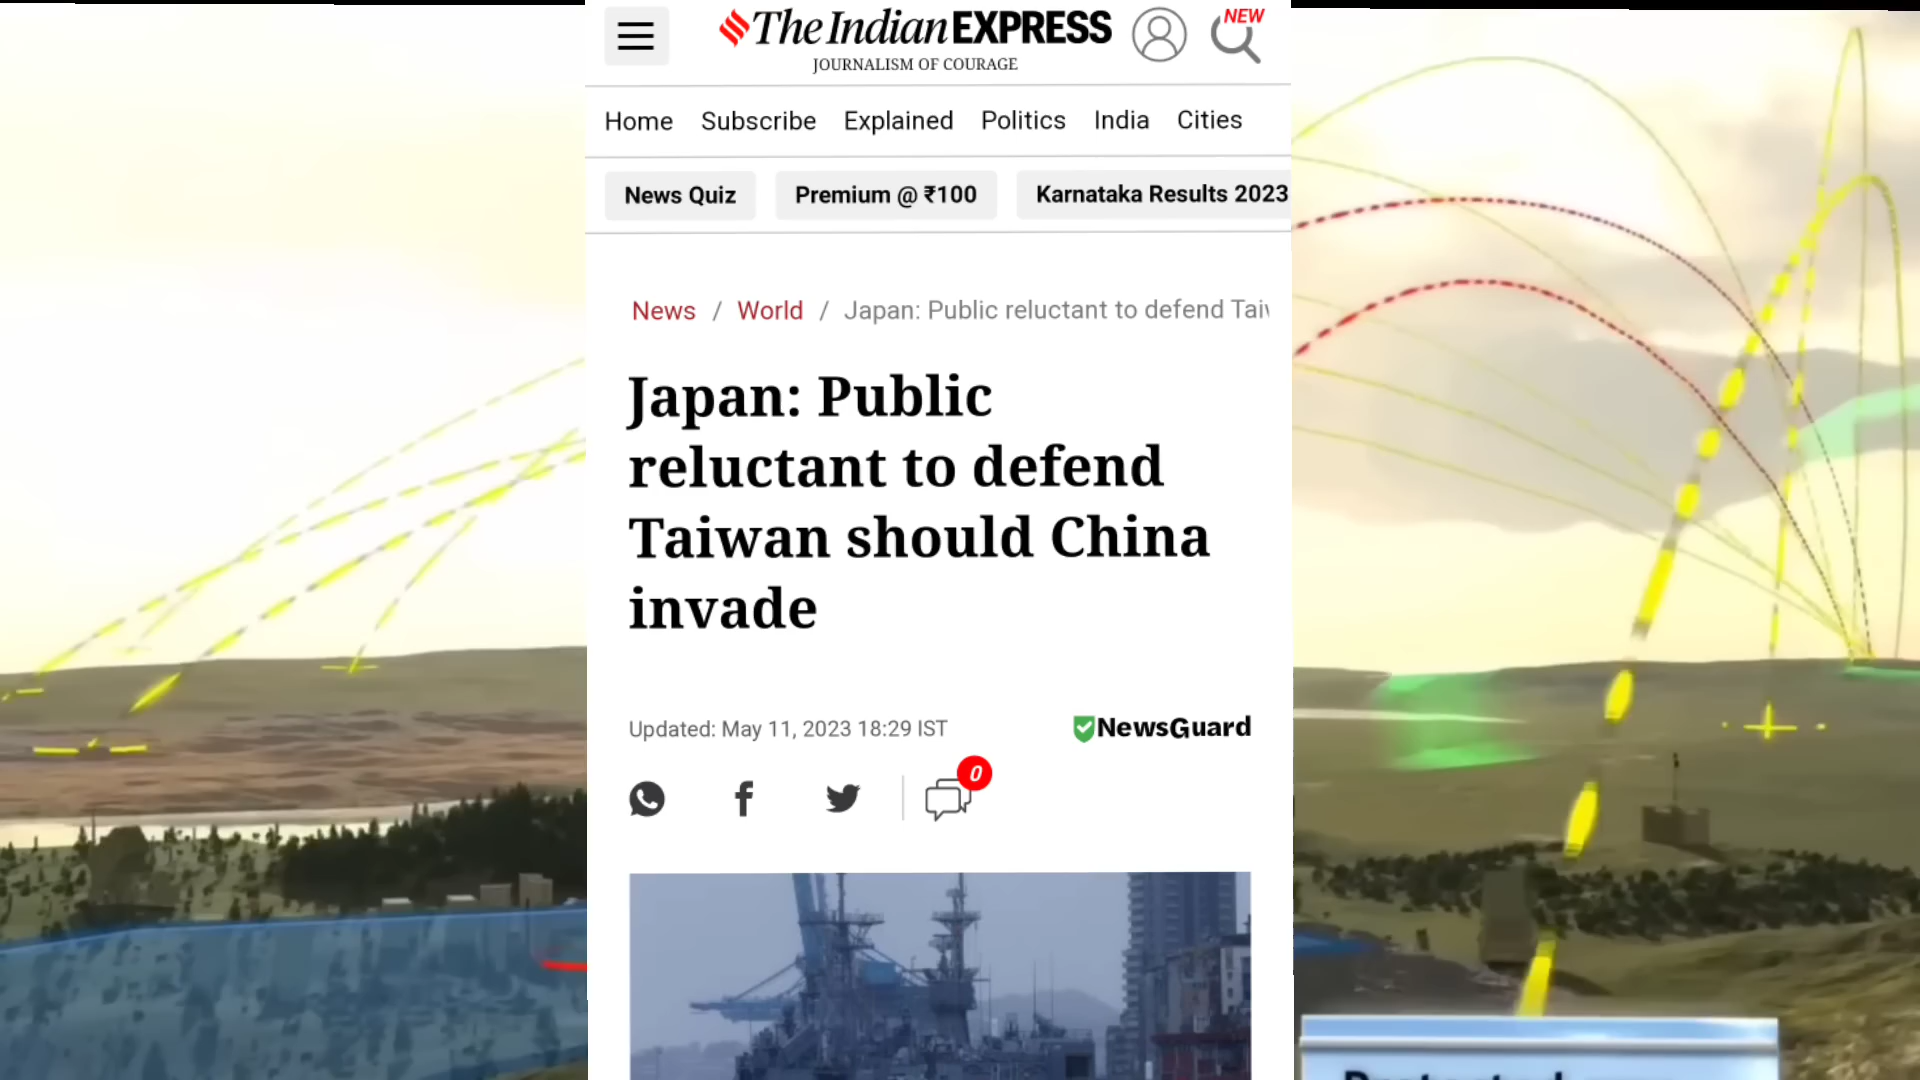 The Indian EXPRESS
NEW
JOURNALISM OF COURAGE
Home Subscribe Explained Politics India Cities
News Quiz Premium @ ₹100 Karnataka Results 2023
News / World / Japan: Public reluctant to defend
Japan: Public
reluctant to defend
Taiwan should China
invade
Updated: May 11, 2023 18:29 IST
NewsGuard
0